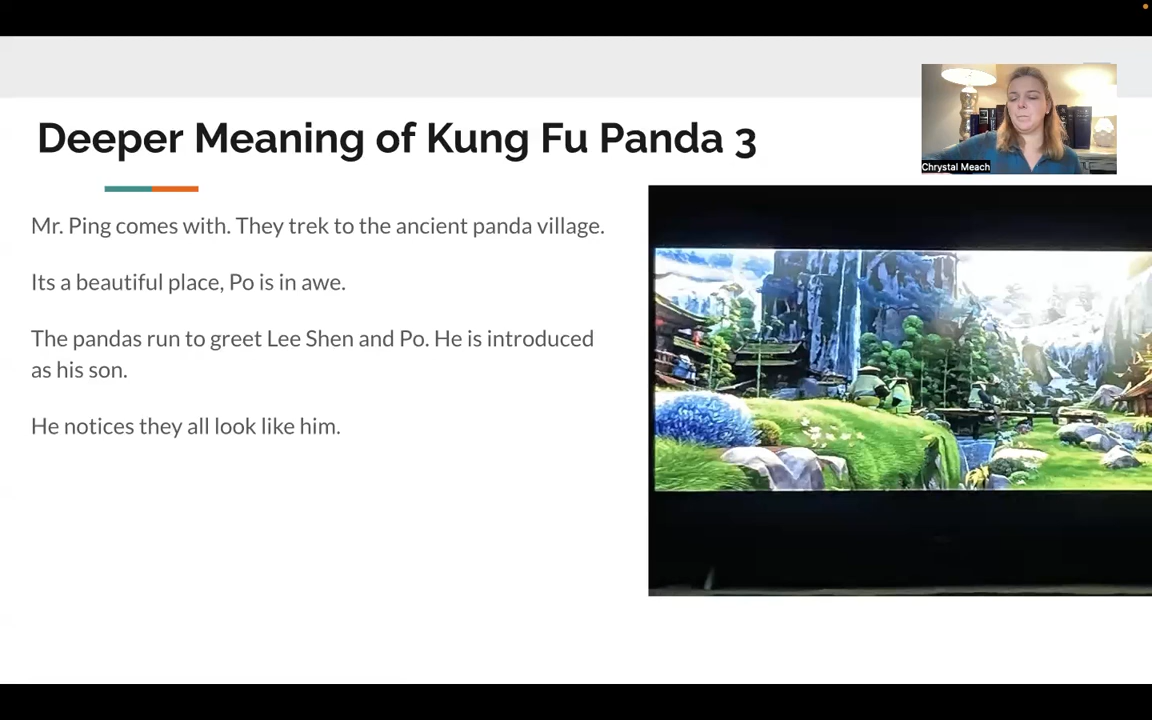 Deeper Meaning of Kung Fu Panda 3
Chrystal Meach
Mr. Ping comes with. They trek to the ancient panda village.
Its a beautiful place, Po is in awe.
The pandas run to greet Lee Shen and Po. He is introduced
as his son.
He notices they all look like him.